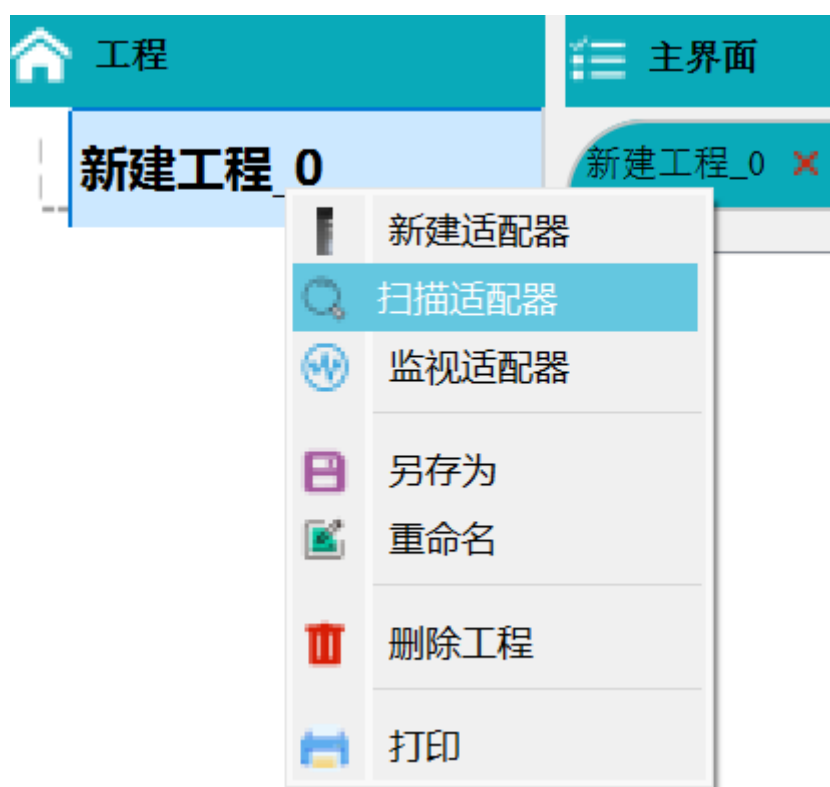 工程
主界面
新建工程_0
新建工程_0
新建适配器
扫描适配器
监视适配器
另存为
重命名
删除工程
打印